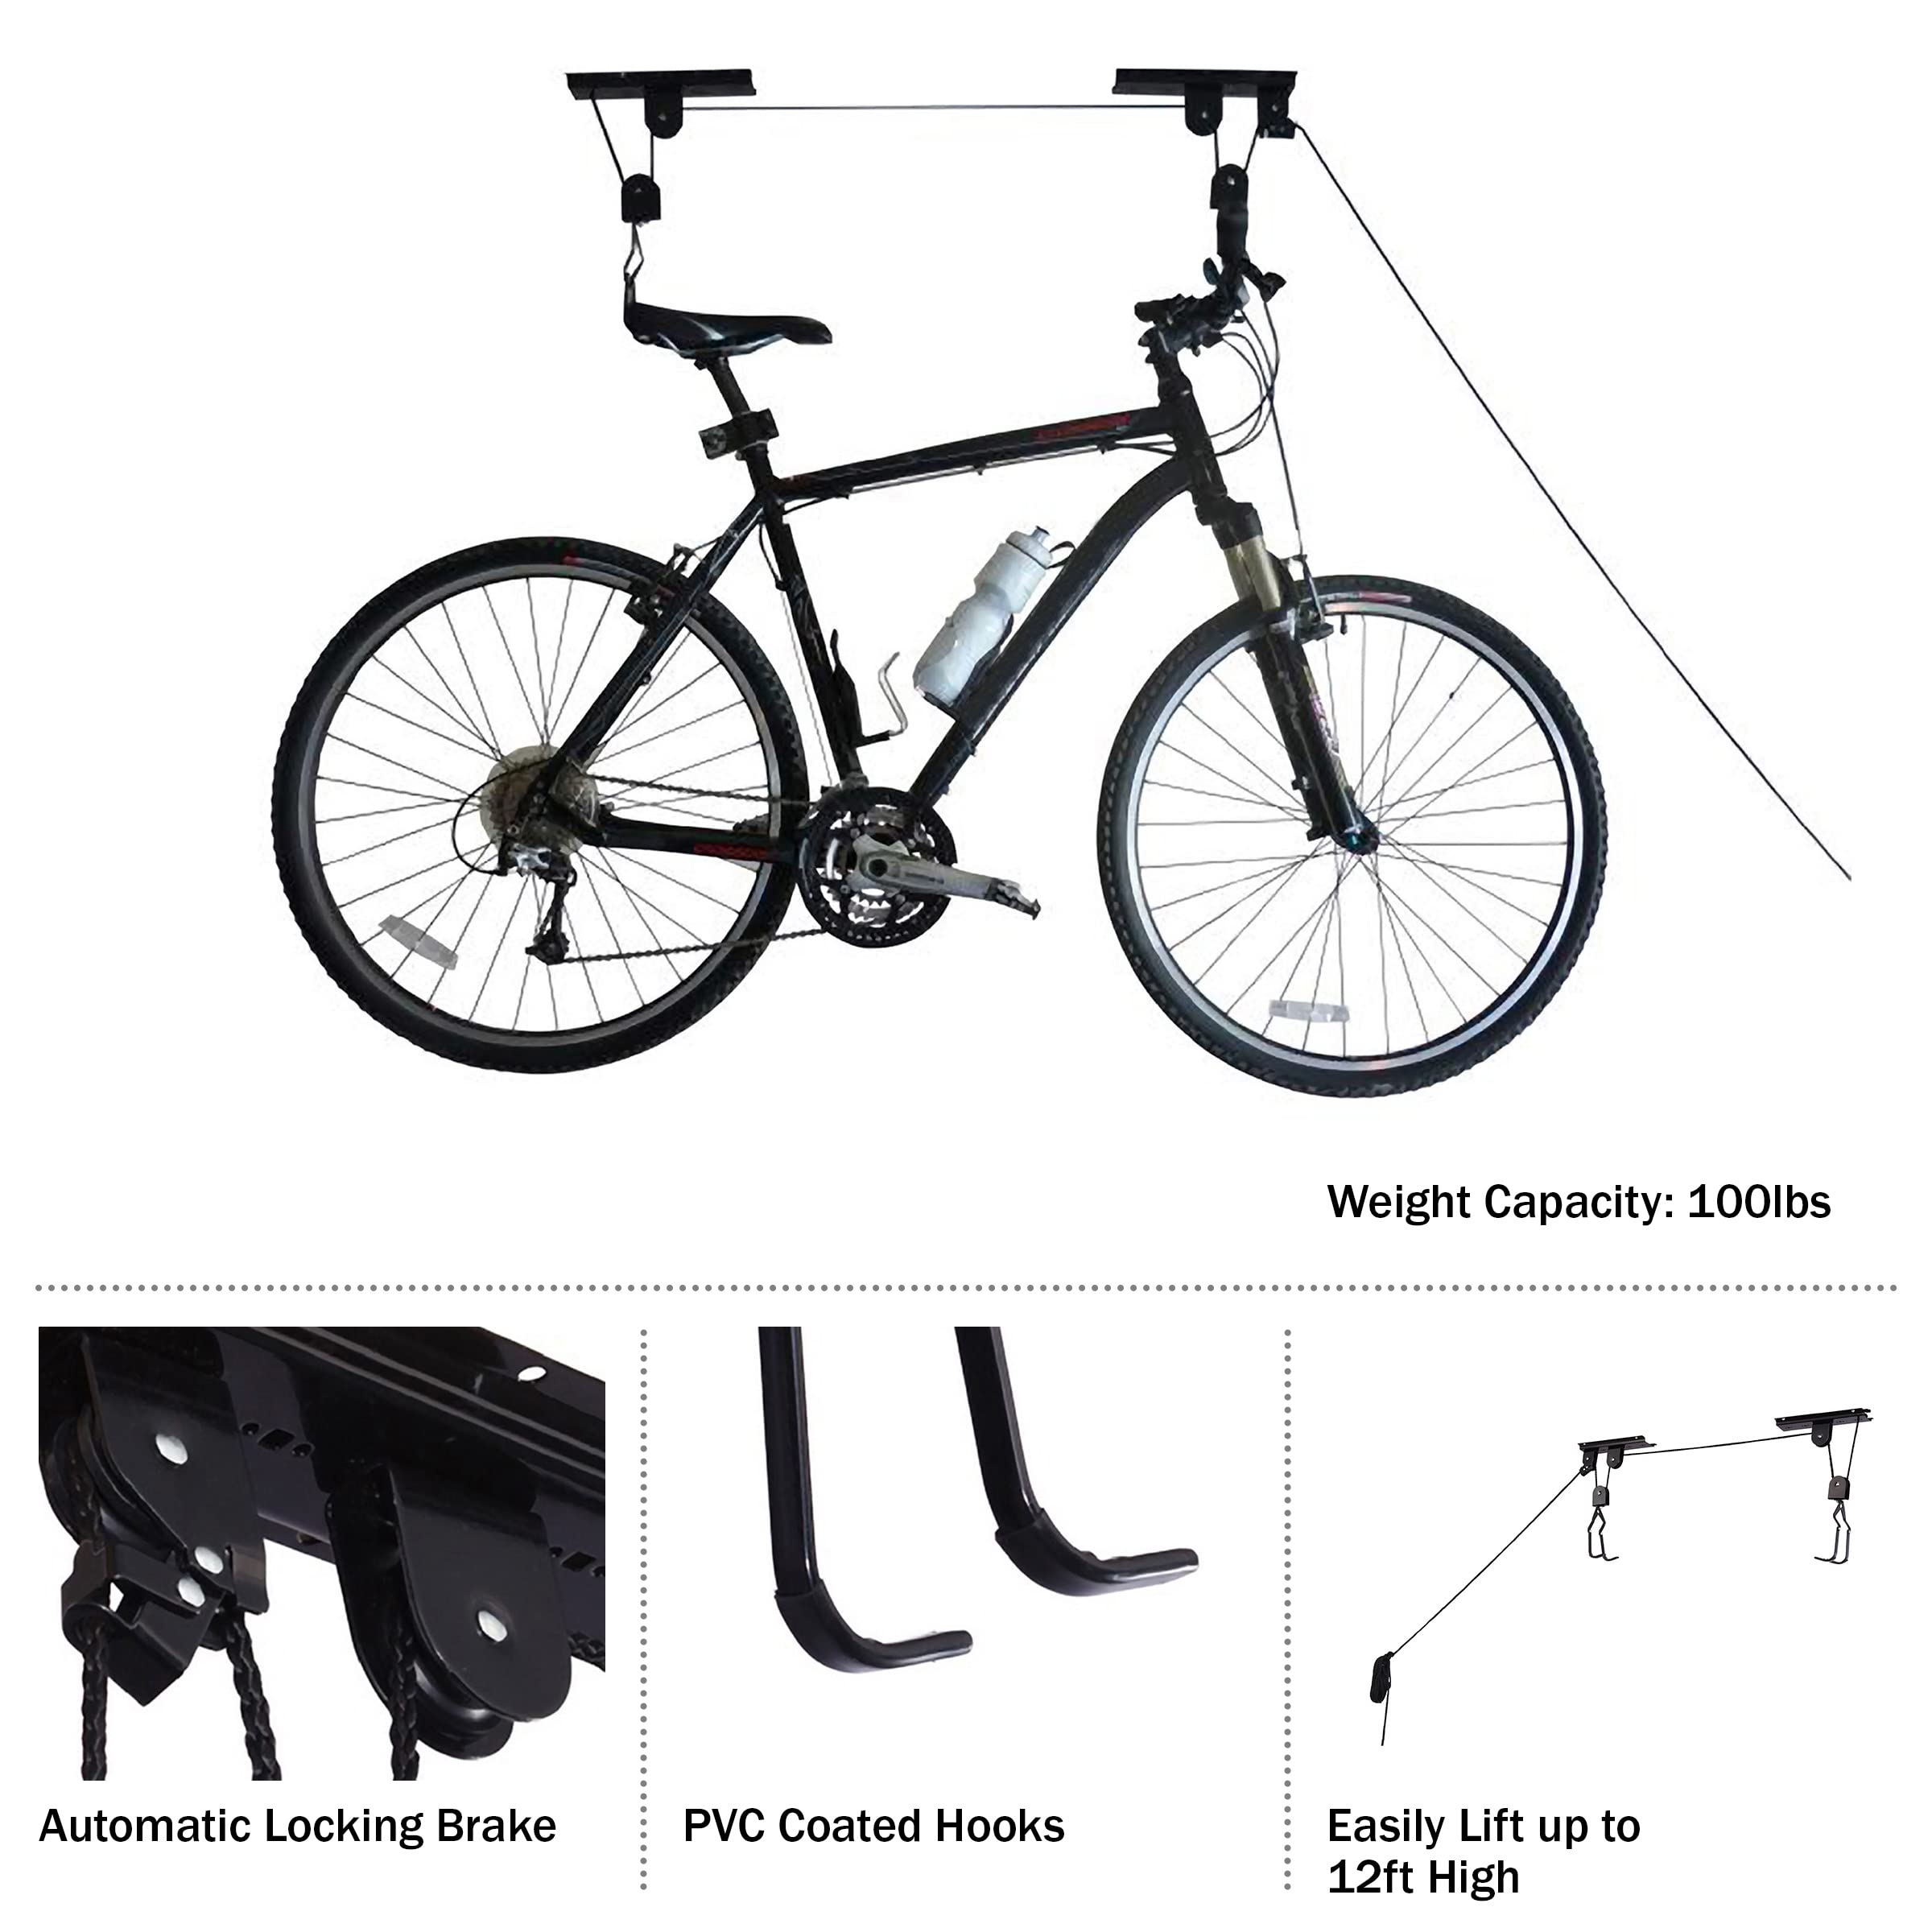 Weight Capacity: 100lbs
Automatic Locking Brake
PVC Coated Hooks
Easily Lift up to
12ft High